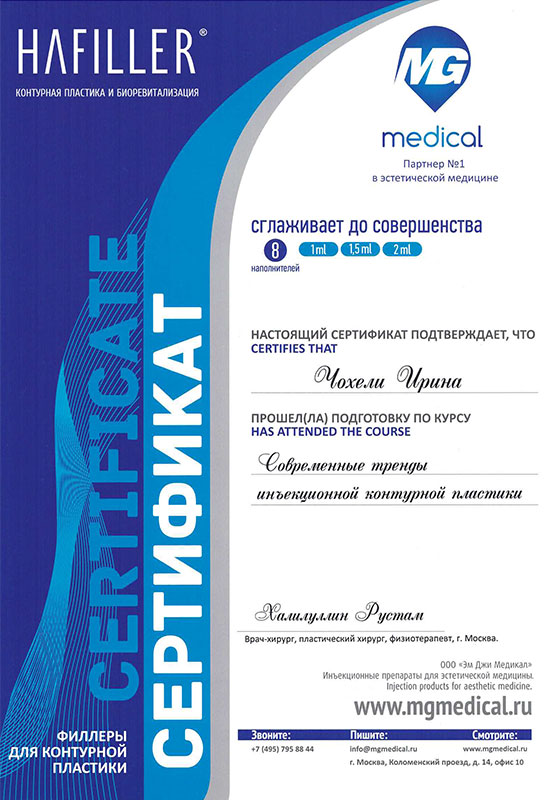 HAFILLER®
КОНТУРНАЯ ПЛАСТИКА И БИОРЕВИТАЛИЗАЦИЯ
MG
medical
Партнер №1
в эстетической медицине
сглаживает до совершенства
8 1ml 1,5ml 2ml
наполнителей
CERTIFICATE
СЕРТИФИКАТ
НАСТОЯЩИЙ СЕРТИФИКАТ ПОДТВЕРЖДАЕТ, ЧТО
CERTIFIES THAT
Чохели Ирина
ПРОШЕЛ(ЛА) ПОДГОТОВКУ ПО КУРСУ
HAS ATTENDED THE COURSE
Современные тренды
инъекционной контурной пластики
Халилуллин Рустам
Врач-хирург, пластический хирург, физиотерапевт, г. Москва.
ООО «Эм Джи Медикал»
Инъекционные препараты для эстетической медицины.
Injection products for aesthetic medicine.
www.mgmedical.ru
ФИЛЛЕРЫ
ДЛЯ КОНТУРНОЙ
ПЛАСТИКИ
Звоните: Пишите: Смотрите:
+7 (495) 795 88 44 info@mgmedical.ru www.mgmedical.ru
г. Москва, Коломенский проезд, д. 14, офис 10